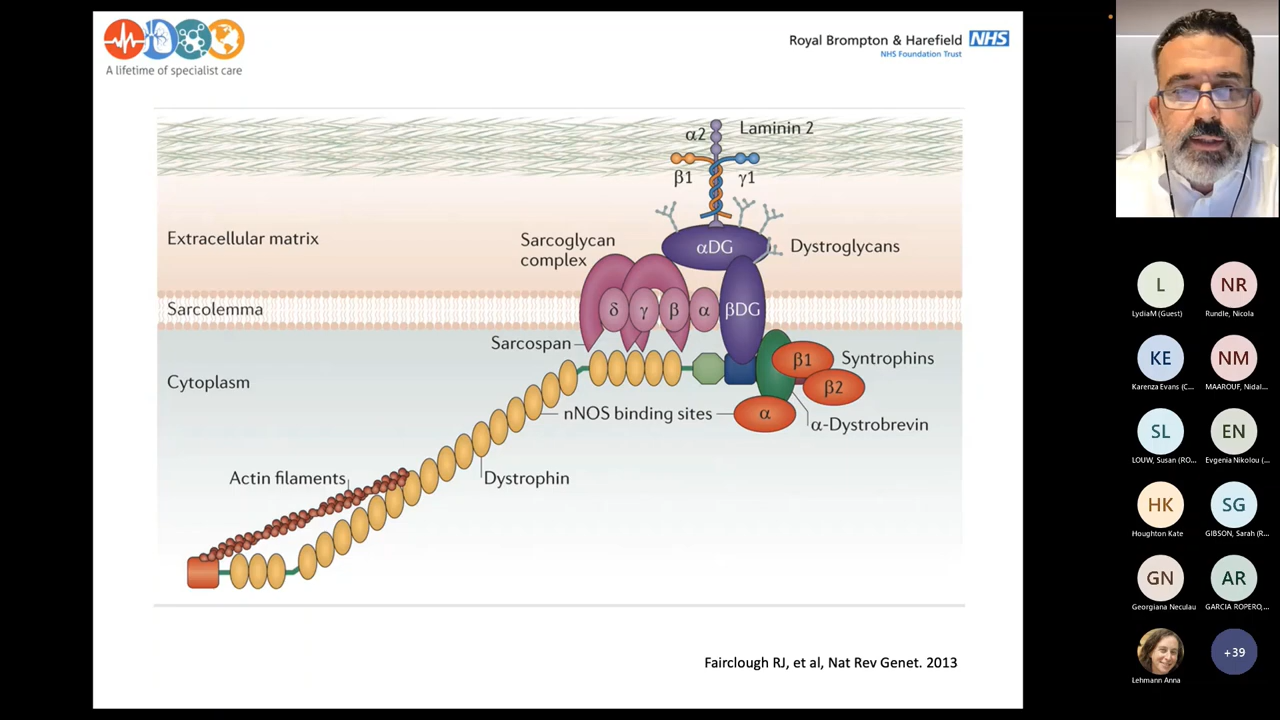 A lifetime of specialist care
Royal Brompton & Harefield NHS
NHS Foundation Trust
α2
Laminin 2
β1
γ1
Extracellular matrix
Sarcoglycan
complex
αDG
Dystroglycans
Sarcolemma
δ
γ
β
α
βDG
Sarcospan
β1
Syntrophins
Cytoplasm
β2
nNOS binding sites
α
α-Dystrobrevin
Actin filaments
Dystrophin
Fairclough RJ, et al, Nat Rev Genet. 2013
L
NR
LydiaM (Guest)
Rundle, Nicola
KE
NM
Karenza Evans (C...
MAAROUF, Nidal...
SL
EN
LOUW, Susan (RO...
Evgenia Nikolou (...
HK
SG
Houghton Kate
GIBSON, Sarah (R...
GN
AR
Georgiana Neculau
GARCIA ROPERO,...
+39
Lehmann Anna